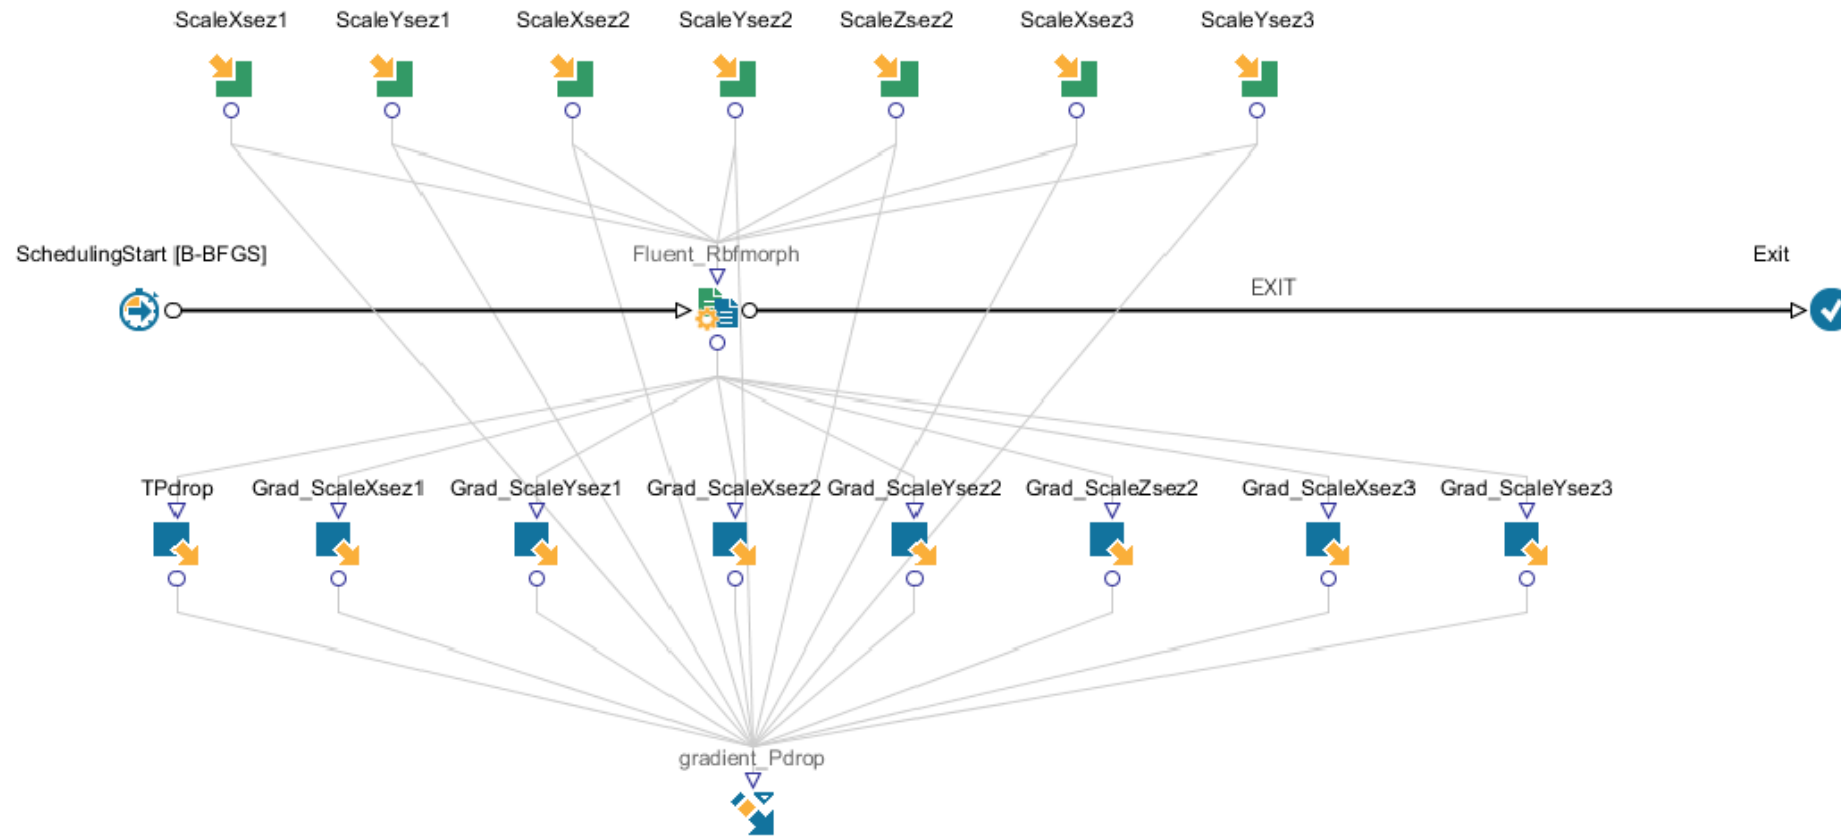 ScaleXsez1
ScaleYsez1
ScaleXsez2
ScaleYsez2
ScaleZsez2
ScaleXsez3
ScaleYsez3
SchedulingStart [B-BFGS]
Fluent_Rbfmorph
Exit
EXIT
TPdrop
Grad_ScaleXsez1
Grad_ScaleYsez1
Grad_ScaleXsez2
Grad_ScaleYsez2
Grad_ScaleZsez2
Grad_ScaleXsez3
Grad_ScaleYsez3
gradient_Pdrop